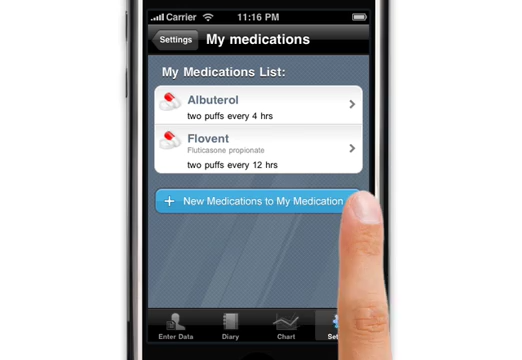 Carrier 11:16 PM
Settings My medications
My Medications List:
Albuterol
two puffs every 4 hrs
Flovent
Fluticasone propionate
two puffs every 12 hrs
+ New Medications to My Medication
Enter Data Diary Chart